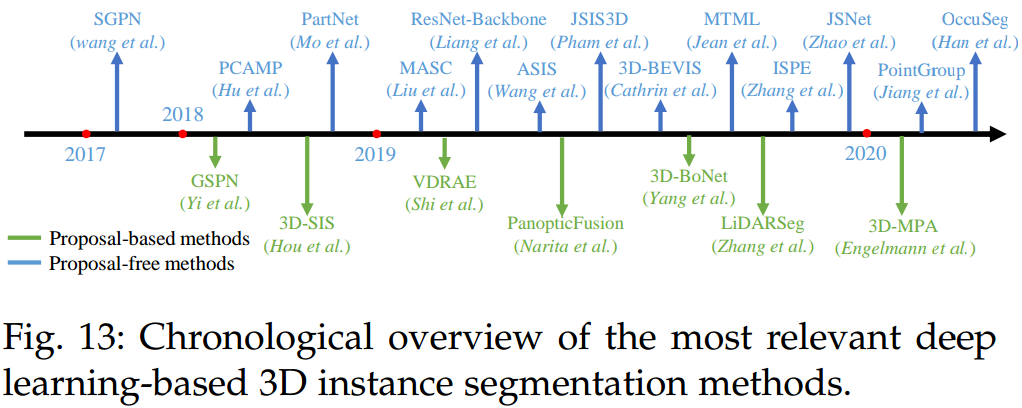 SGPN
(wang et al.)
PCAMP
(Hu et al.)
PartNet
(Mo et al.)
MASC
(Liu et al.)
ResNet-Backbone
(Liang et al.)
ASIS
(Wang et al.)
JSIS3D
(Pham et al.)
3D-BEVIS
(Cathrin et al.)
MTML
(Jean et al.)
ISPE
(Zhang et al.)
JSNet
(Zhao et al.)
PointGroup
(Jiang et al.)
OccuSeg
(Han et al.)
2017
2018
2019
2020
GSPN
(Yi et al.)
3D-SIS
(Hou et al.)
VDRAE
(Shi et al.)
PanopticFusion
(Narita et al.)
3D-BoNet
(Yang et al.)
LiDARSeg
(Zhang et al.)
3D-MPA
(Engelmann et al.)
Proposal-based methods
Proposal-free methods
Fig. 13: Chronological overview of the most relevant deep
learning-based 3D instance segmentation methods.